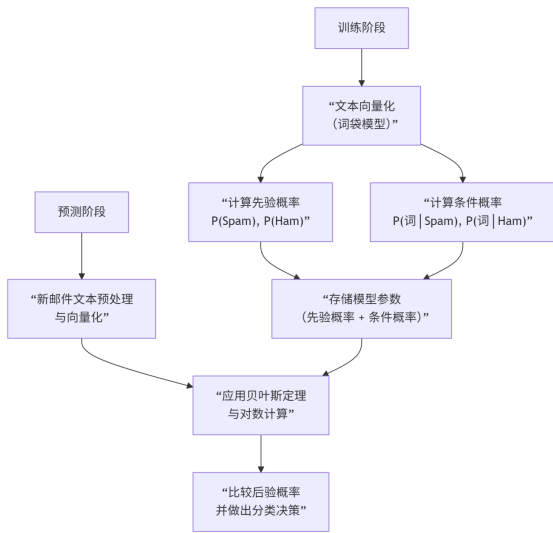 训练阶段
“文本向量化
（词袋模型）”
“计算先验概率
P(Spam), P(Ham)”
“计算条件概率
P(词|Spam), P(词|Ham)”
预测阶段
“新邮件文本预处理
与向量化”
“存储模型参数
（先验概率 + 条件概率）”
“应用贝叶斯定理
与对数计算”
“比较后验概率
并做出分类决策”